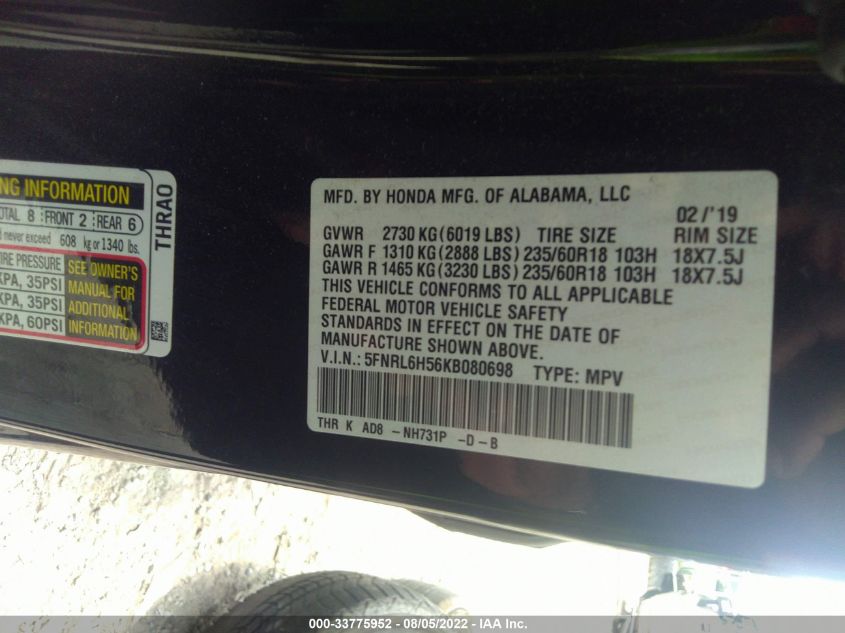 NG INFORMATION
OTAL 8 FRONT 2 REAR 6
never exceed 608 kg or 1340 lbs.
TIRE PRESSURE
KPA, 35PSI
KPA, 35PSI
KPA, 60PSI
SEE OWNER'S
MANUAL FOR
ADDITIONAL
INFORMATION
THRAO
MFD. BY HONDA MFG. OF ALABAMA, LLC
02/'19
GVWR 2730 KG (6019 LBS) TIRE SIZE RIM SIZE
GAWR F 1310 KG (2888 LBS) 235/60R18 103H 18X7.5J
GAWR R 1465 KG (3230 LBS) 235/60R18 103H 18X7.5J
THIS VEHICLE CONFORMS TO ALL APPLICABLE
FEDERAL MOTOR VEHICLE SAFETY
STANDARDS IN EFFECT ON THE DATE OF
MANUFACTURE SHOWN ABOVE.
V.I.N.: 5FNRL6H56KB080698 TYPE: MPV
THR K AD8 -NH731P -D-B
000-33775952 - 08/05/2022 - IAA Inc.